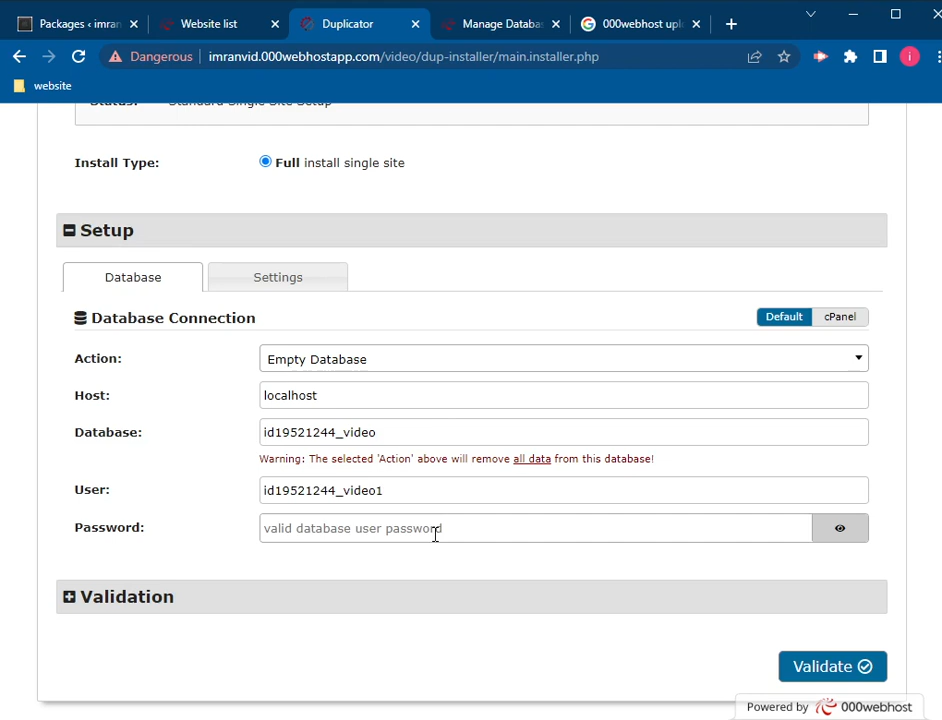 Packages ‹ imran
Website list
Duplicator
Manage Databa
000webhost upl
Dangerous
imranvid.000webhostapp.com/video/dup-installer/main.installer.php
i
website
Status: Standard Single Site Setup
Install Type: Full install single site
Setup
Database Settings
Database Connection Default cPanel
Action: Empty Database
Host: localhost
Database: id19521244_video
Warning: The selected 'Action' above will remove all data from this database!
User: id19521244_video1
Password: valid database user password
Validation
Validate
Powered by 000webhost